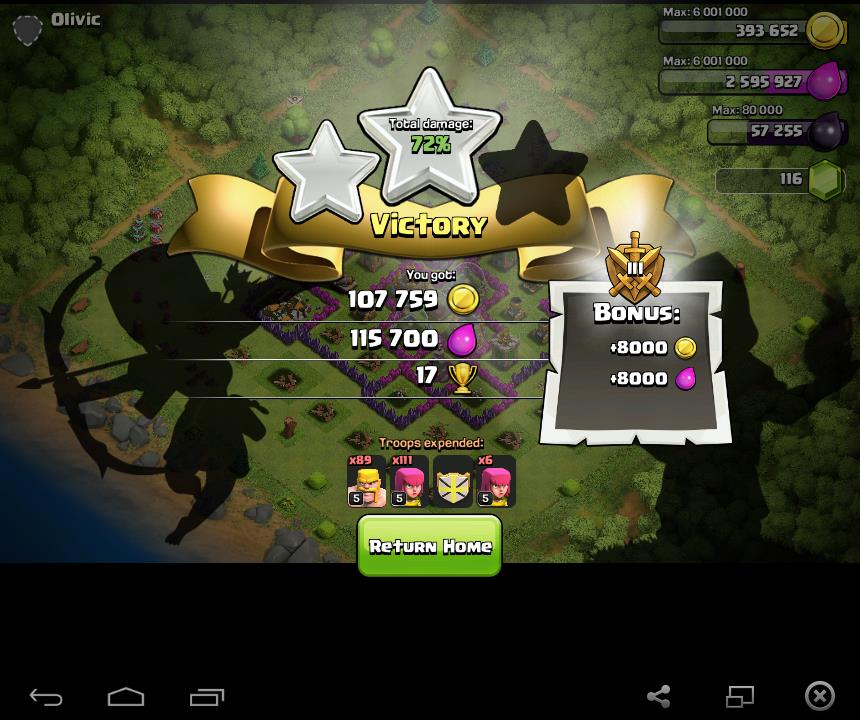 Olivic
Max: 6 001 000
393 652
Max: 6 001 000
2 595 927
Max: 80 000
57 255
116
Total damage:
72%
Victory
You got:
107 759
115 700
17
III
Bonus:
+8000
+8000
Troops expended:
x89 x111 x6
5 5 5
Return Home